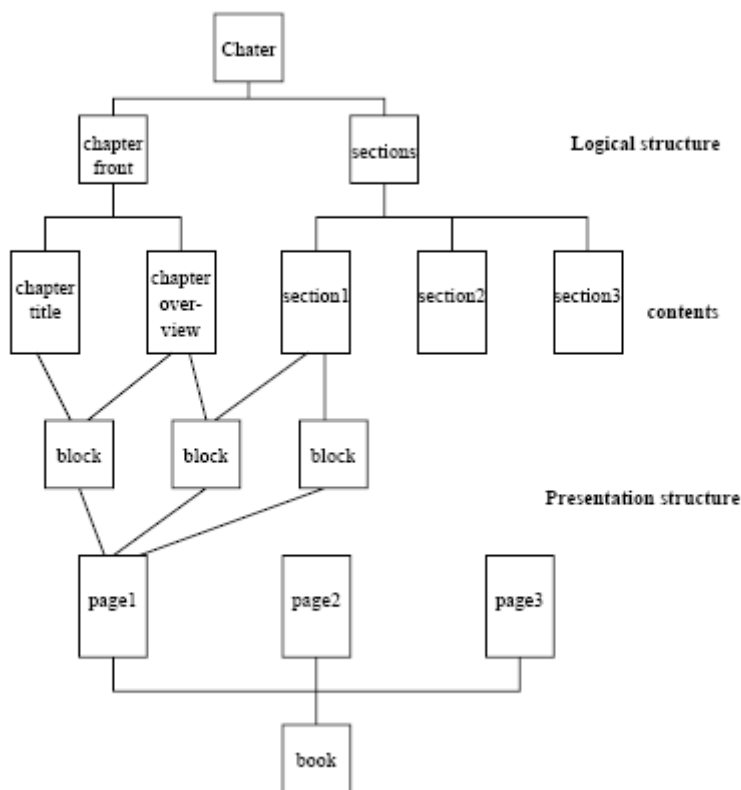 Chater
chapter
front
sections
Logical structure
chapter
title
chapter
over-
view
section1
section2
section3
contents
block
block
block
Presentation structure
page1
page2
page3
book